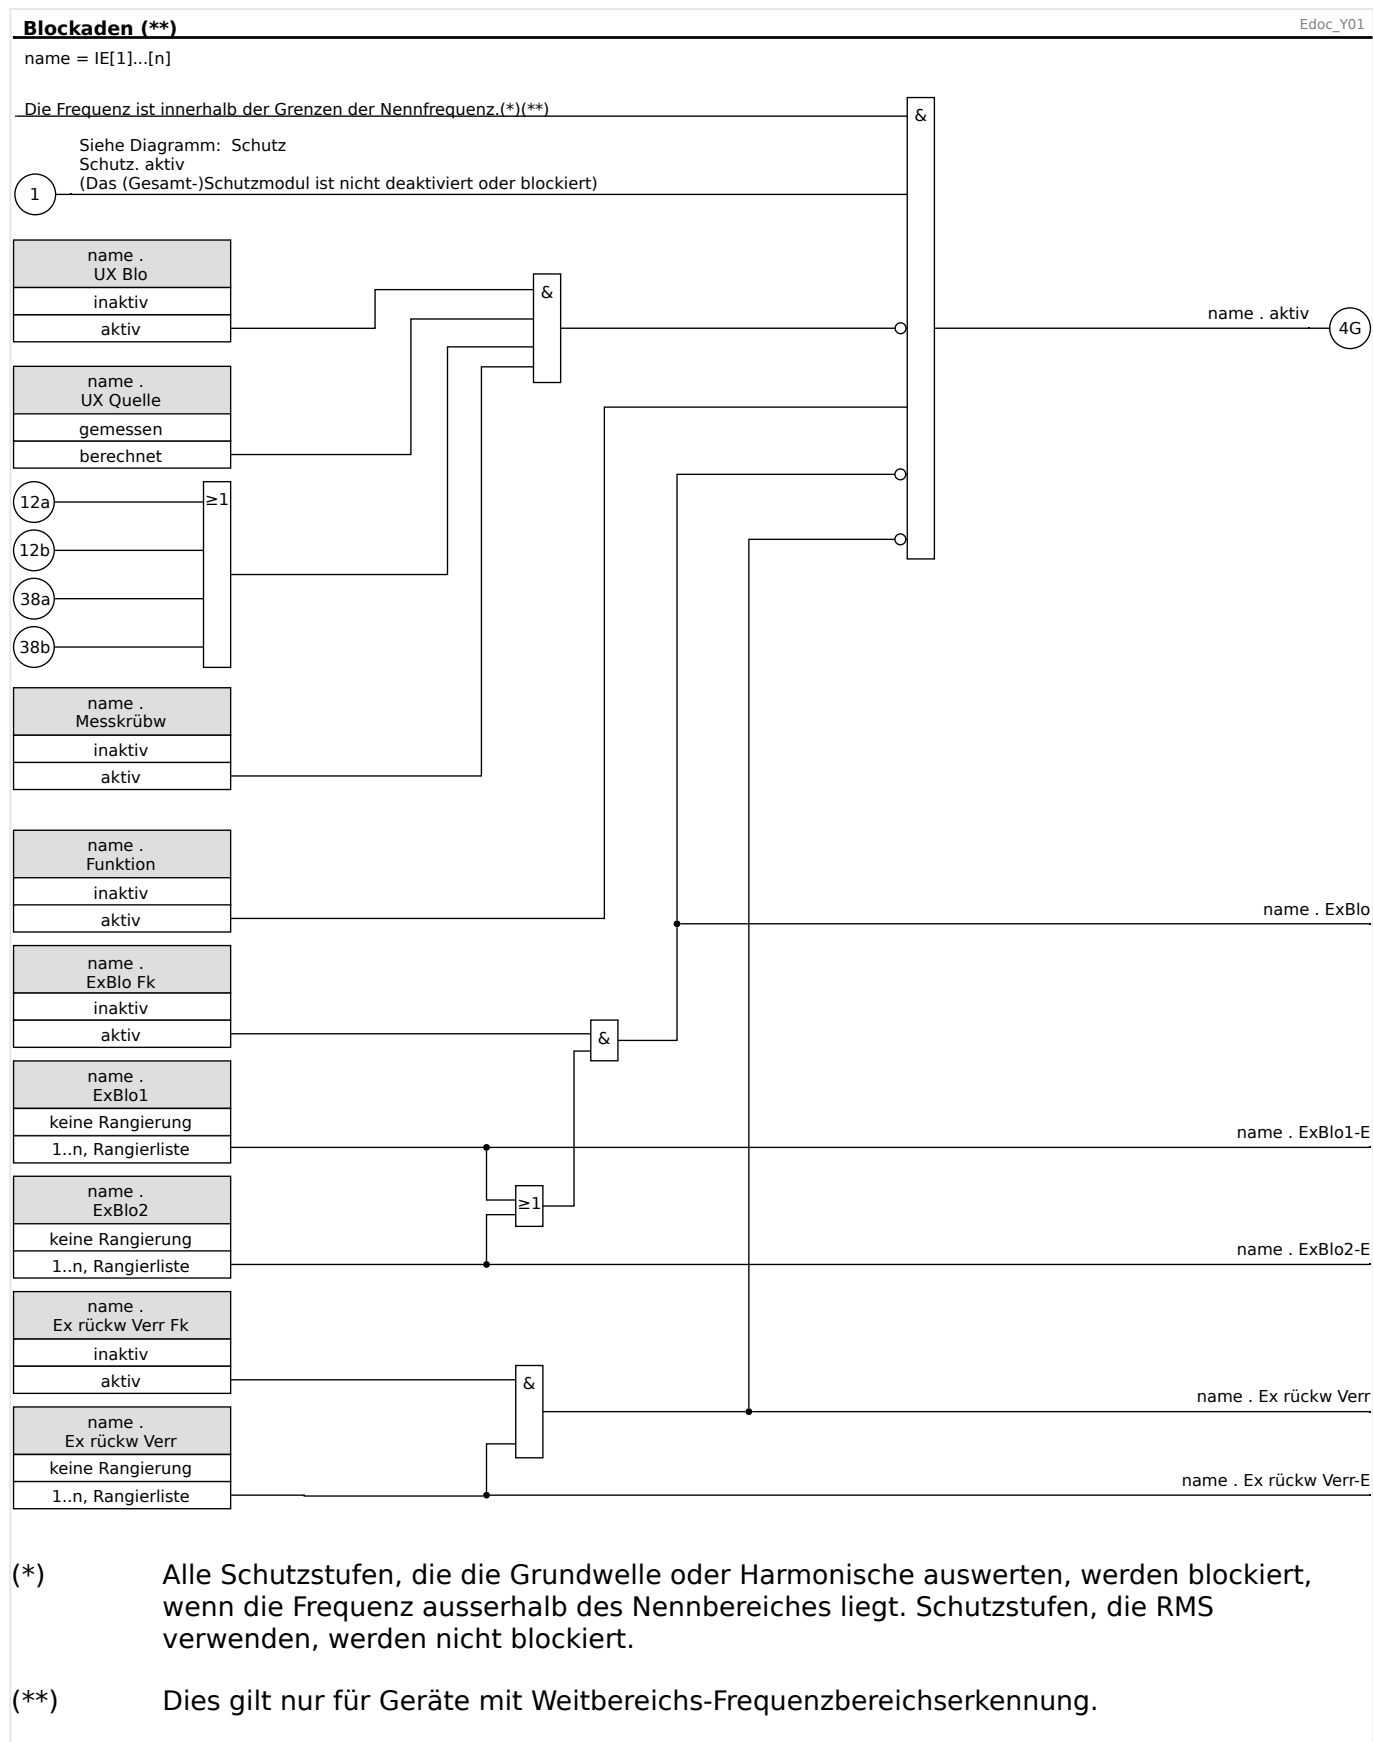 Blockaden (**)
Edoc_Y01
name = IE[1]...[n]
Die Frequenz ist innerhalb der Grenzen der Nennfrequenz.(*)(**)
&
Siehe Diagramm:  Schutz
Schutz. aktiv
(Das (Gesamt-)Schutzmodul ist nicht deaktiviert oder blockiert)
1
name .
UX Blo
inaktiv
aktiv
&
name . aktiv
4G
name .
UX Quelle
gemessen
berechnet
12a
≥1
12b
38a
38b
name .
Messkrübw
inaktiv
aktiv
name .
Funktion
inaktiv
aktiv
name . ExBlo
name .
ExBlo Fk
inaktiv
aktiv
&
name .
ExBlo1
keine Rangierung
1..n, Rangierliste
name . ExBlo1-E
name .
ExBlo2
≥1
keine Rangierung
1..n, Rangierliste
name . ExBlo2-E
name .
Ex rückw Verr Fk
inaktiv
aktiv
&
name . Ex rückw Verr
name .
Ex rückw Verr
keine Rangierung
1..n, Rangierliste
name . Ex rückw Verr-E
(*) Alle Schutzstufen, die die Grundwelle oder Harmonische auswerten, werden blockiert,
wenn die Frequenz ausserhalb des Nennbereiches liegt. Schutzstufen, die RMS
verwenden, werden nicht blockiert.
(**) Dies gilt nur für Geräte mit Weitbereichs-Frequenzbereichserkennung.